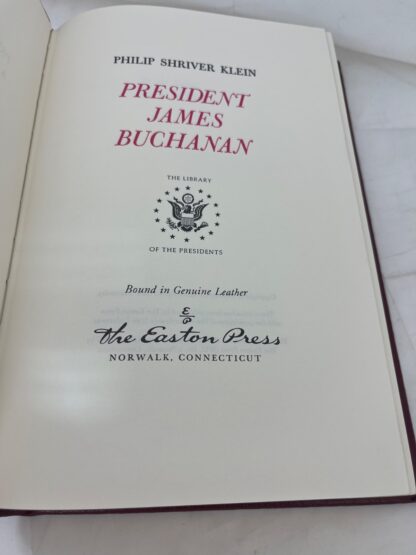 PHILIP SHRIVER KLEIN
PRESIDENT
JAMES
BUCHANAN
THE LIBRARY
OF THE PRESIDENTS
Bound in Genuine Leather
E
P
The Easton Press
NORWALK, CONNECTICUT